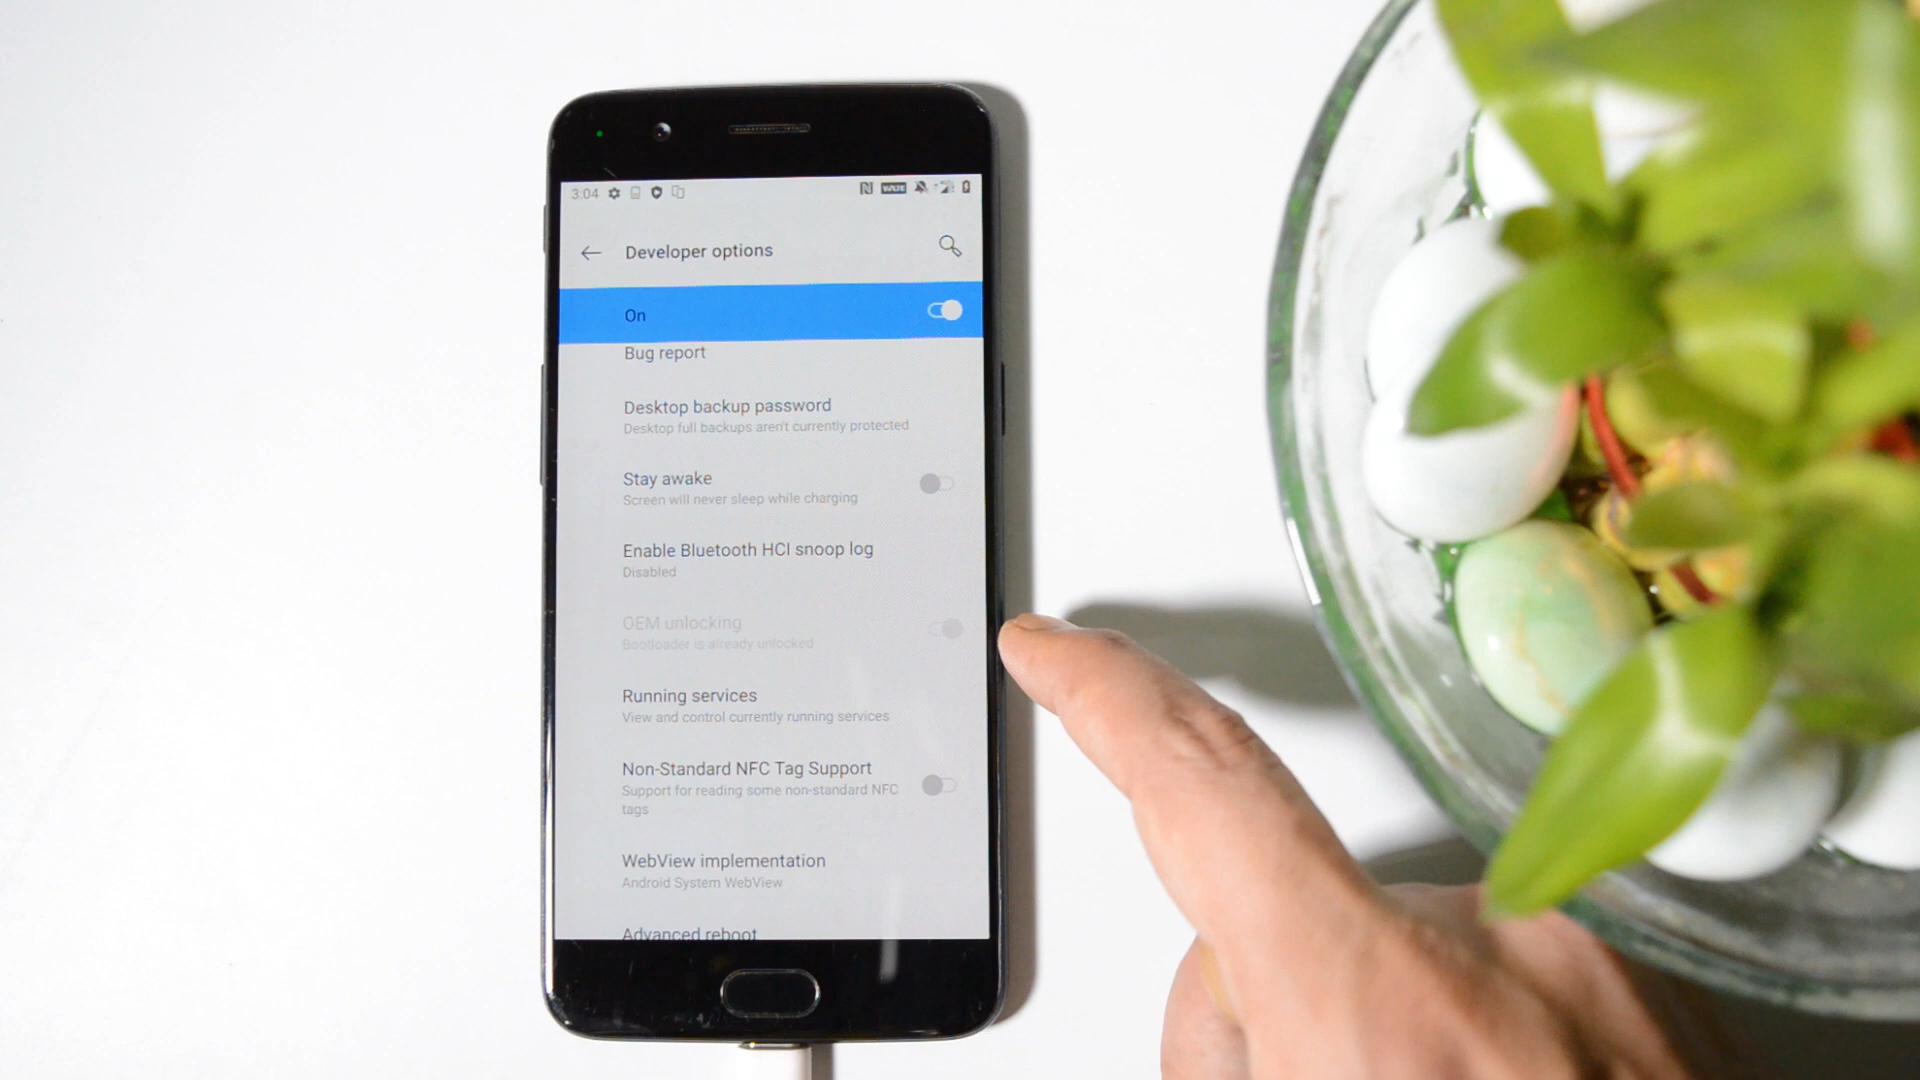 3:04
Developer options
On
Bug report
Desktop backup password
Desktop full backups aren't currently protected
Stay awake
Screen will never sleep while charging
Enable Bluetooth HCI snoop log
Disabled
OEM unlocking
Bootloader is already unlocked
Running services
View and control currently running services
Non-Standard NFC Tag Support
Support for reading some non-standard NFC
tags
WebView implementation
Android System WebView
Advanced reboot